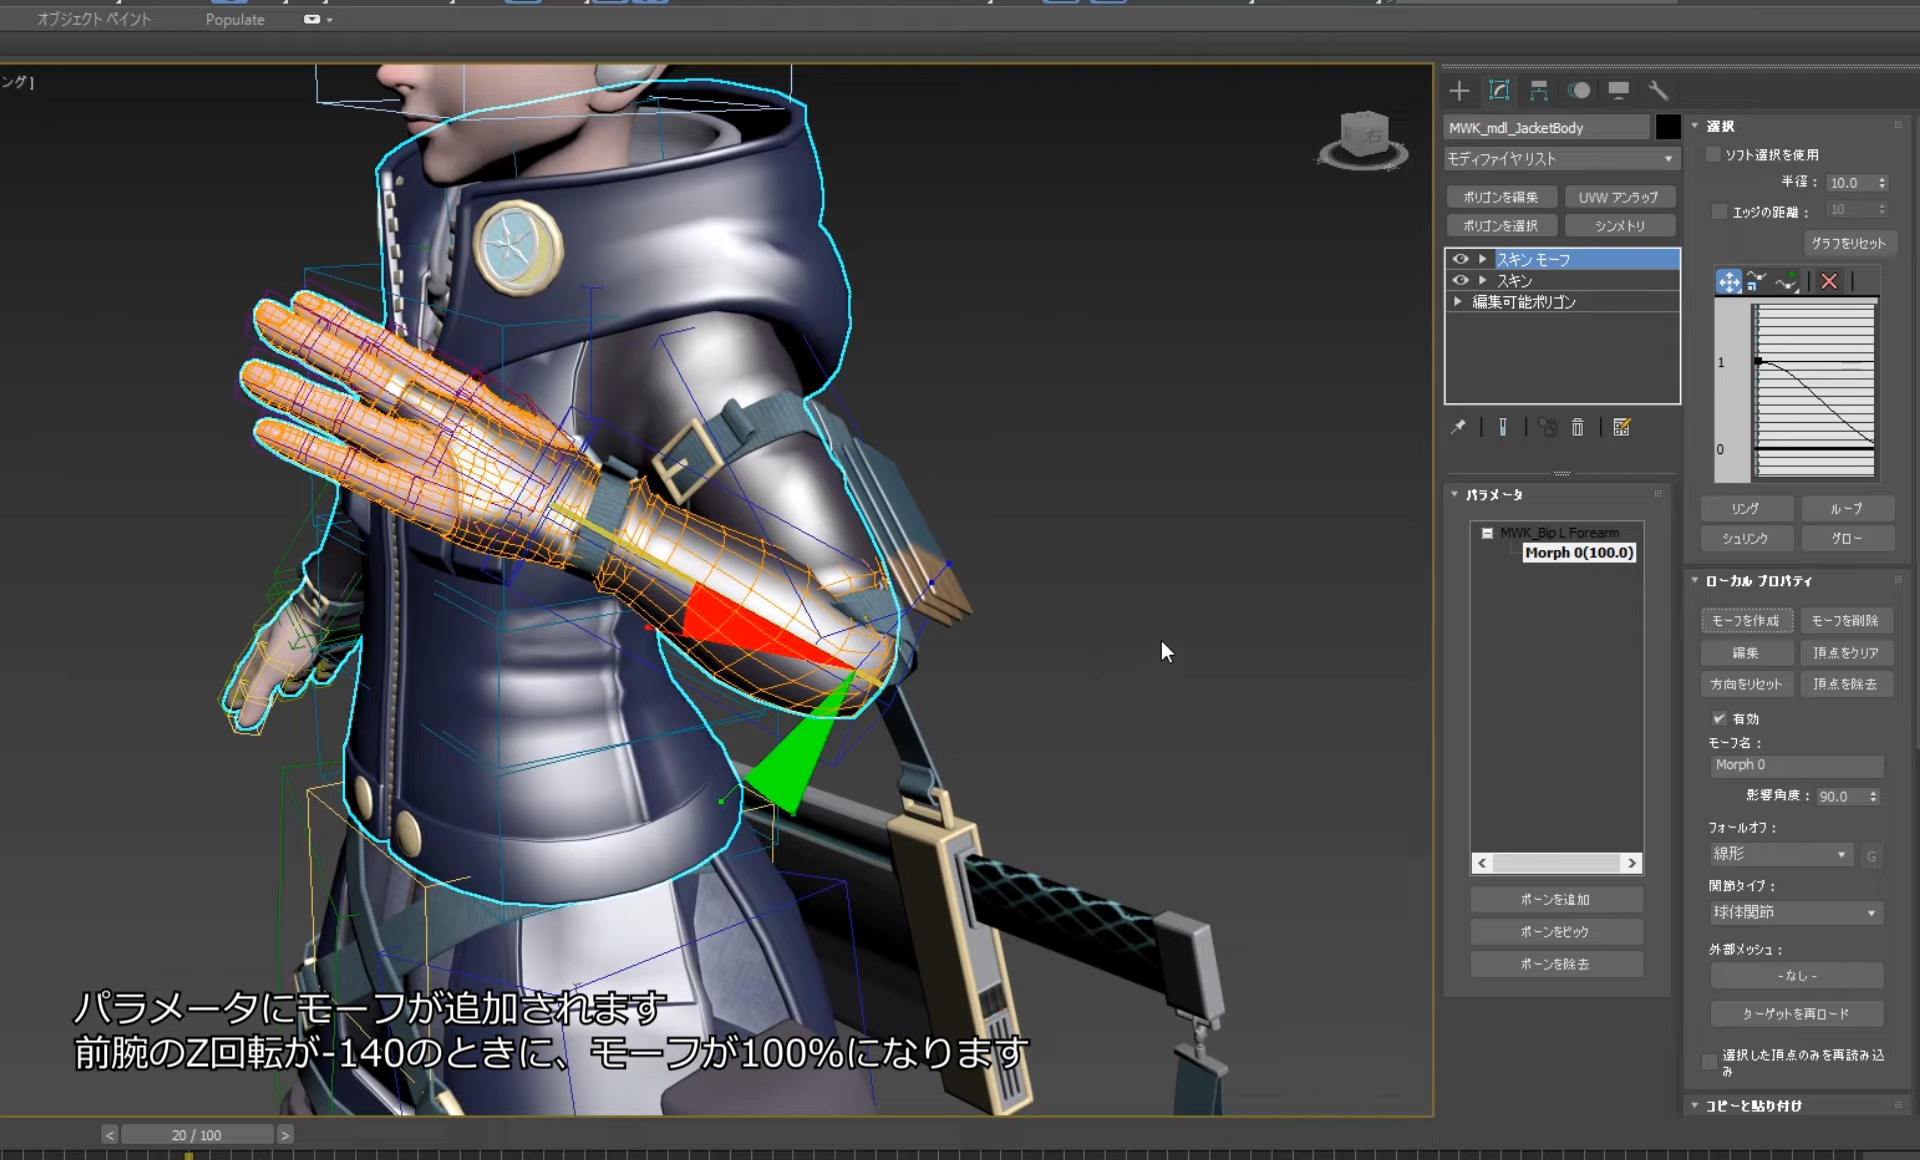 オブジェクト ペイント
Populate
ング ]
右
MWK_mdl_JacketBody
モディファイヤ リスト
ポリゴンを編集
UVW アンラップ
ポリゴンを選択
シンメトリ
スキン モーフ
スキン
編集可能ポリゴン
パラメータ
MWK_Bip L Forearm
Morph 0(100.0)
ボーンを追加
ボーンをピック
ボーンを除去
選択
ソフト選択を使用
半径 : 10.0
エッジの距離 : 10
グラフをリセット
1
0
リング
ループ
シュリンク
グロー
ローカル プロパティ
モーフを作成
モーフを削除
編集
頂点をクリア
方向をリセット
頂点を除去
有効
モーフ名 :
Morph 0
影響角度 : 90.0
フォールオフ :
線形
G
関節タイプ :
球体関節
外部メッシュ :
- なし -
ターゲットを再ロード
選択した頂点のみを再読み込
み
コピーと貼り付け
パラメータにモーフが追加されます
前腕のZ回転が-140のときに、モーフが100%になります
< 20 / 100 >